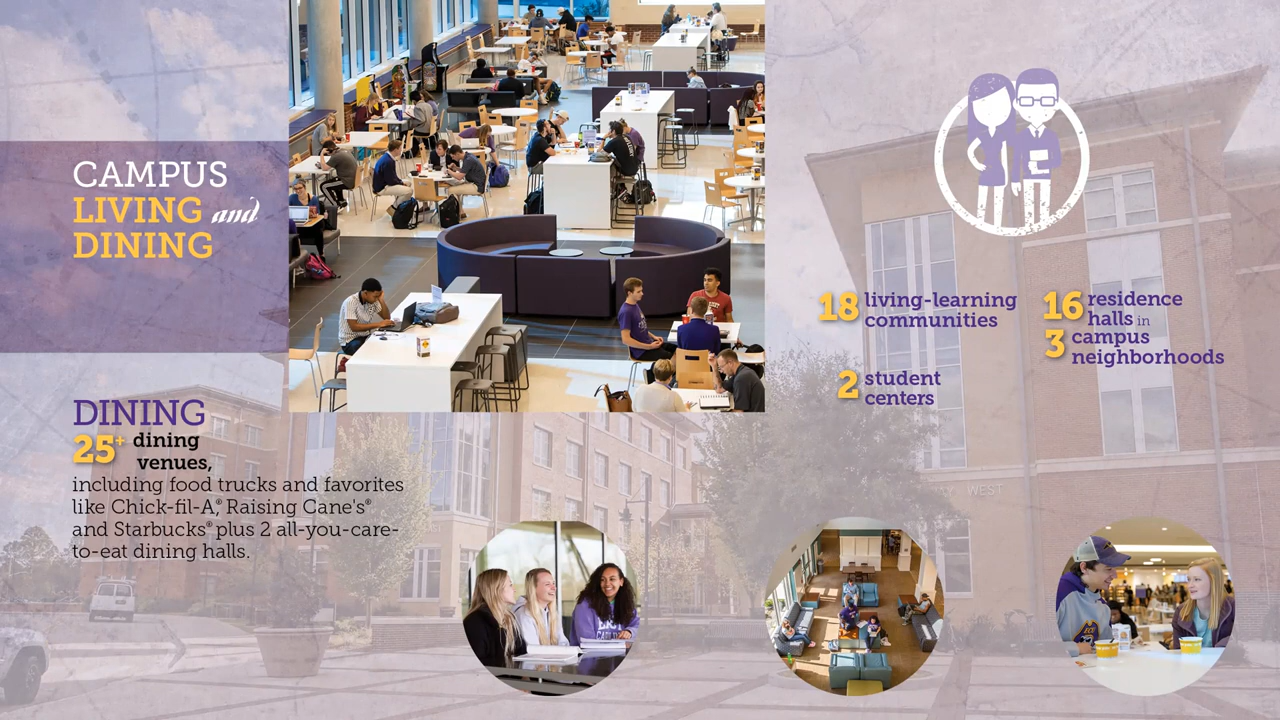 CAMPUS
LIVING and
DINING
18 living-learning
communities
16 residence
halls in
3 campus
neighborhoods
2 student
centers
DINING
25+ dining
venues,
including food trucks and favorites
like Chick-fil-A®, Raising Cane's®
and Starbucks® plus 2 all-you-care-
to-eat dining halls.
WEST
ECU